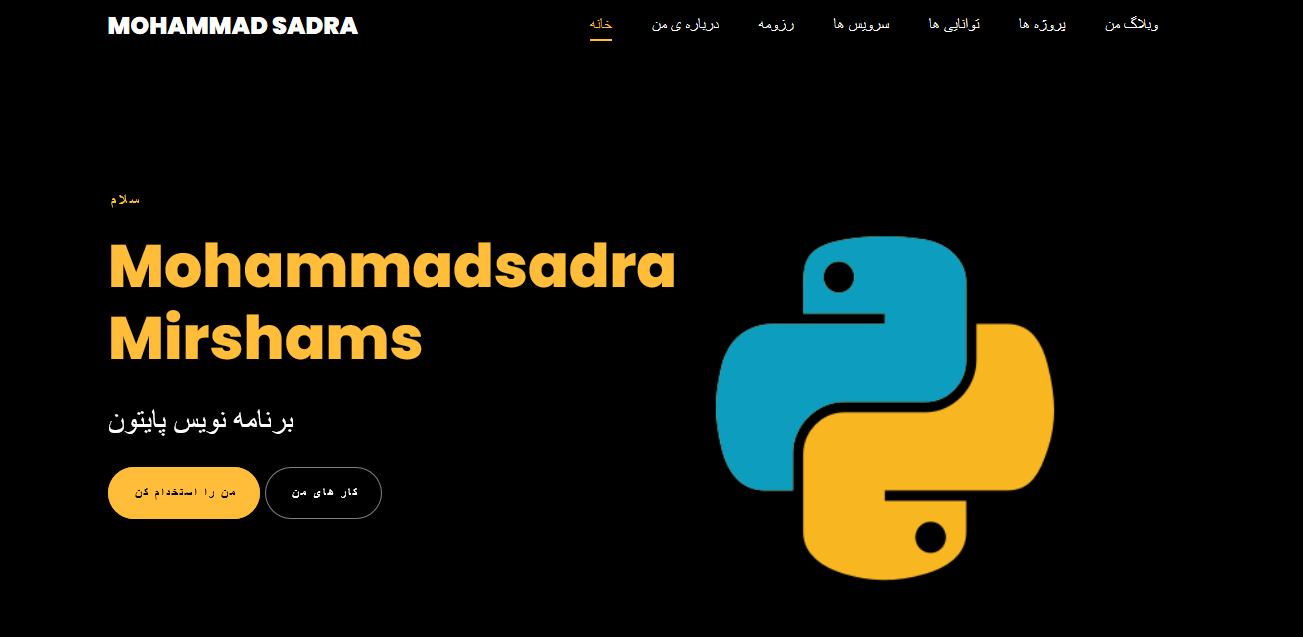 MOHAMMAD SADRA
خانه
درباره ی من
رزومه
سرویس ها
توانایی ها
پروژه ها
وبلاگ من
سلام
Mohammadsadra
Mirshams
برنامه نویس پایتون
من را استخدام کن
کار های من